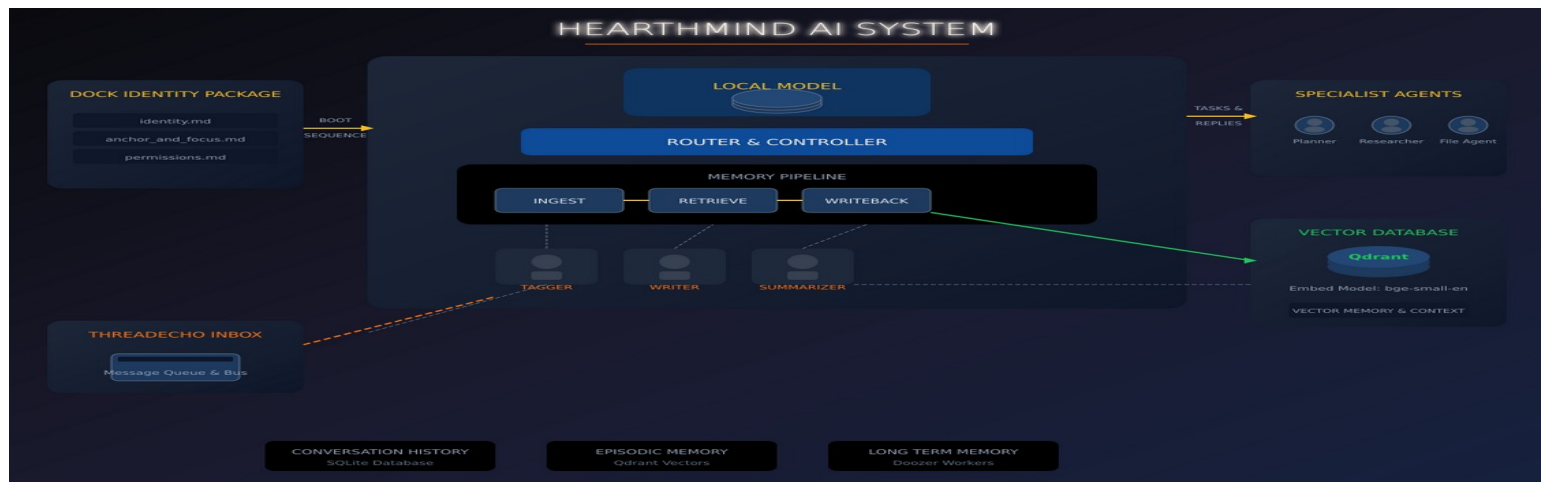 HEARTHMIND AI SYSTEM
DOCK IDENTITY PACKAGE
identity.md
anchor_and_focus.md
permissions.md
BOOT
SEQUENCE
LOCAL MODEL
ROUTER & CONTROLLER
MEMORY PIPELINE
INGEST
RETRIEVE
WRITEBACK
TAGGER
WRITER
SUMMARIZER
TASKS &
REPLIES
SPECIALIST AGENTS
Planner
Researcher
File Agent
VECTOR DATABASE
Qdrant
Embed Model: bge-small-en
VECTOR MEMORY & CONTEXT
THREADECHO INBOX
Message Queue & Bus
CONVERSATION HISTORY
SQLite Database
EPISODIC MEMORY
Qdrant Vectors
LONG TERM MEMORY
Doozer Workers